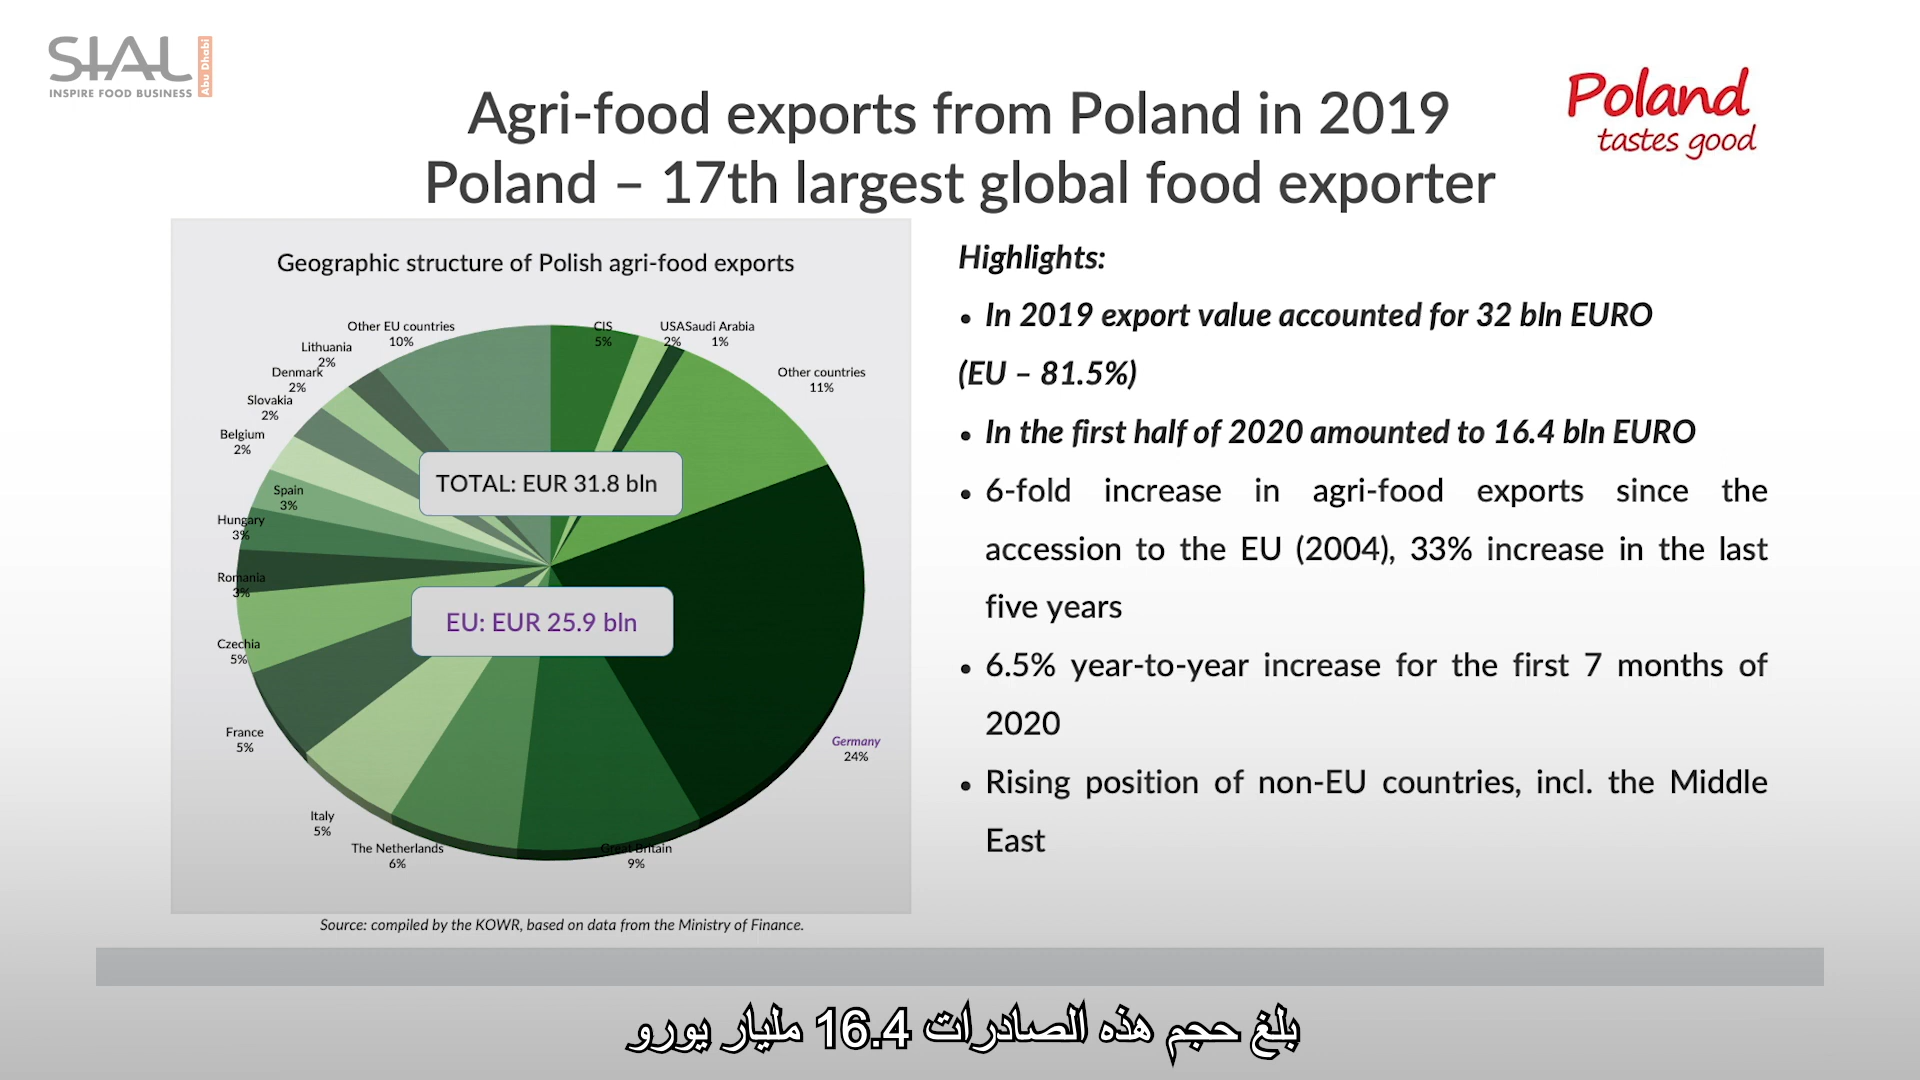 SIAL
Abu Dhabi
INSPIRE FOOD BUSINESS
Poland
tastes good
Agri-food exports from Poland in 2019
Poland – 17th largest global food exporter
Geographic structure of Polish agri-food exports
CIS
5%
USA
2%
Saudi Arabia
1%
Other countries
11%
Germany
24%
Great Britain
9%
The Netherlands
6%
Italy
5%
France
5%
Czechia
5%
Romania
3%
Hungary
3%
Spain
3%
Belgium
2%
Slovakia
2%
Denmark
2%
Lithuania
2%
Other EU countries
10%
TOTAL: EUR 31.8 bln
EU: EUR 25.9 bln
Source: compiled by the KOWR, based on data from the Ministry of Finance.
Highlights:
• In 2019 export value accounted for 32 bln EURO
(EU – 81.5%)
• In the first half of 2020 amounted to 16.4 bln EURO
• 6-fold increase in agri-food exports since the
accession to the EU (2004), 33% increase in the last
five years
• 6.5% year-to-year increase for the first 7 months of
2020
• Rising position of non-EU countries, incl. the Middle
East
بلغ حجم هذه الصادرات 16.4 مليار يورو